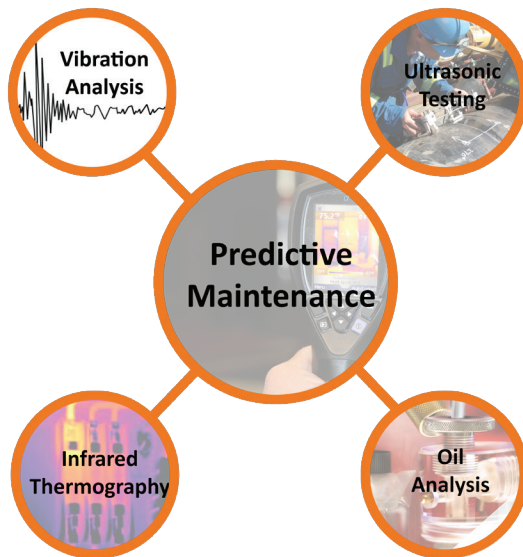 Vibration
Analysis
Ultrasonic
Testing
Predictive
Maintenance
Infrared
Thermography
Oil
Analysis